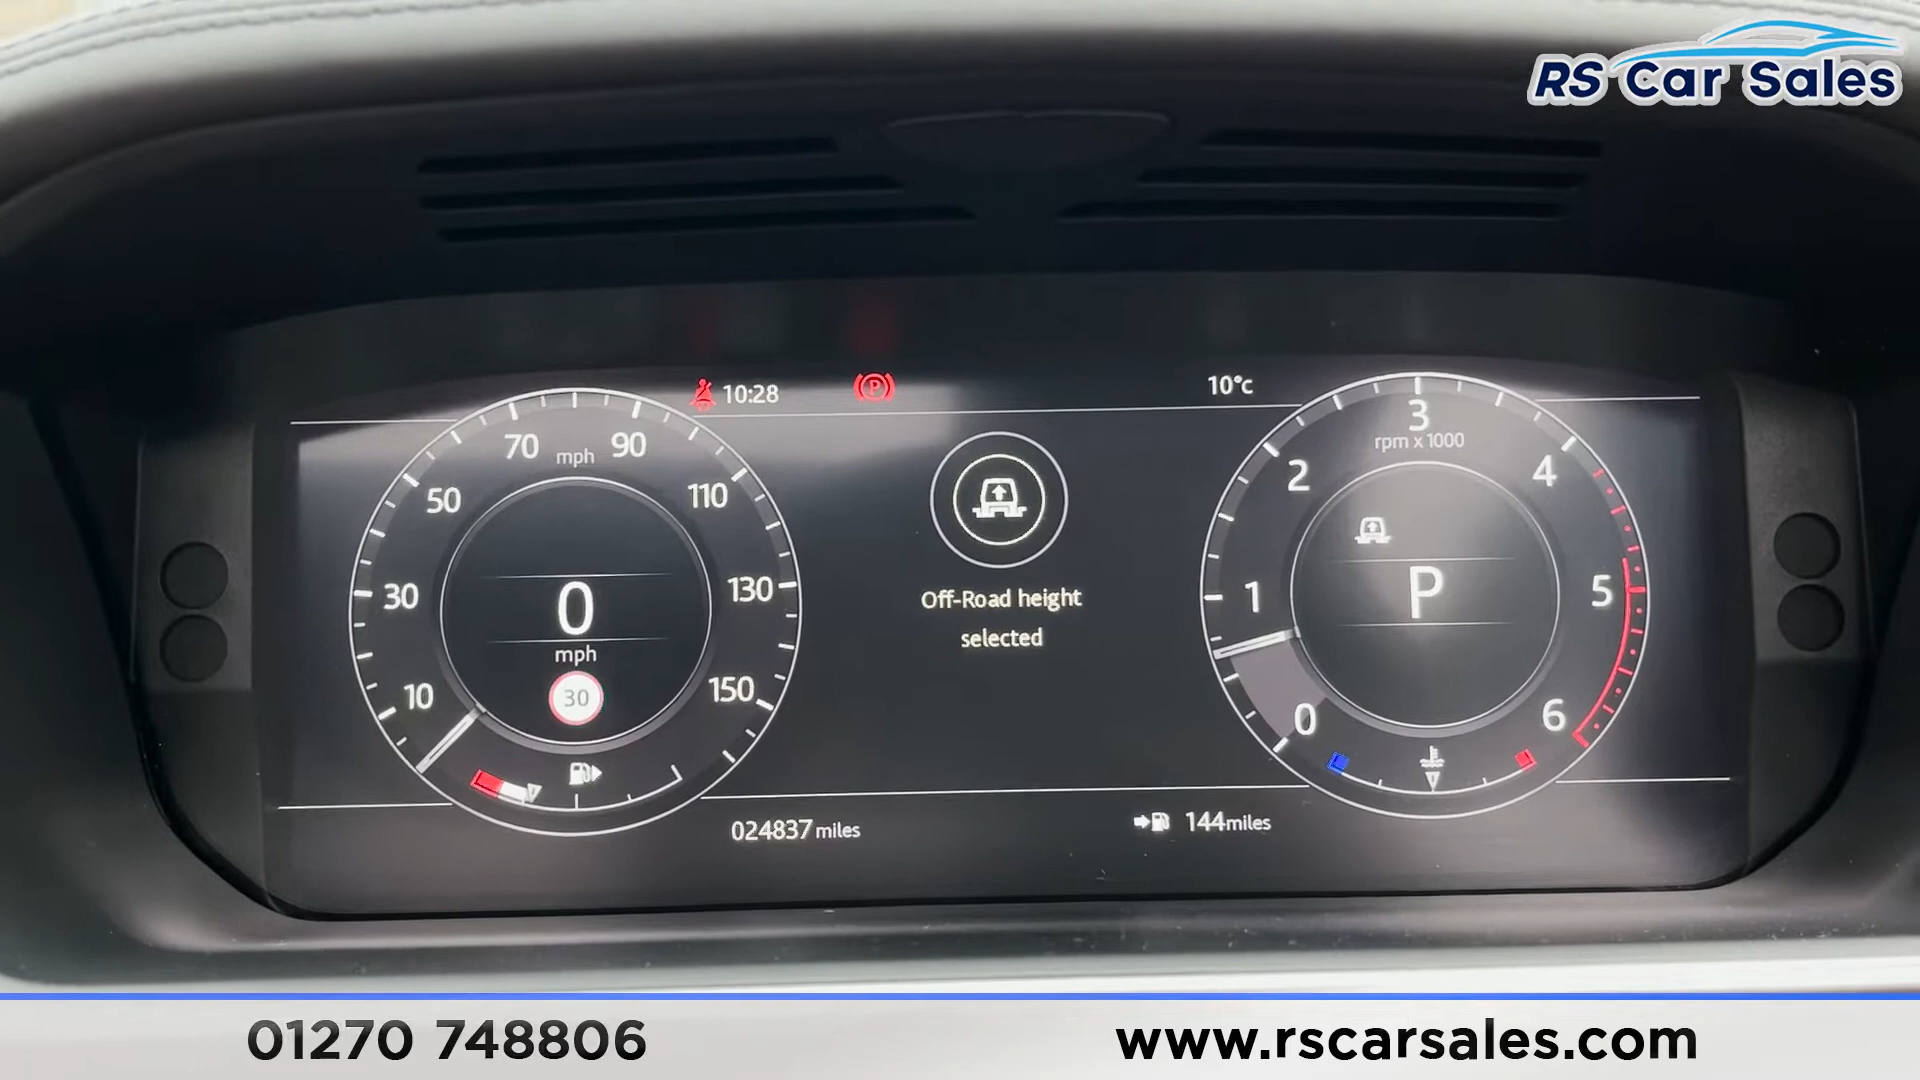 RS Car Sales
10:28
(P)
10°c
10
30
50
70
90
110
130
150
mph
0
mph
30
Off-Road height
selected
0
1
2
3
4
5
6
rpm x 1000
P
024837 miles
144 miles
01270 748806
www.rscarsales.com